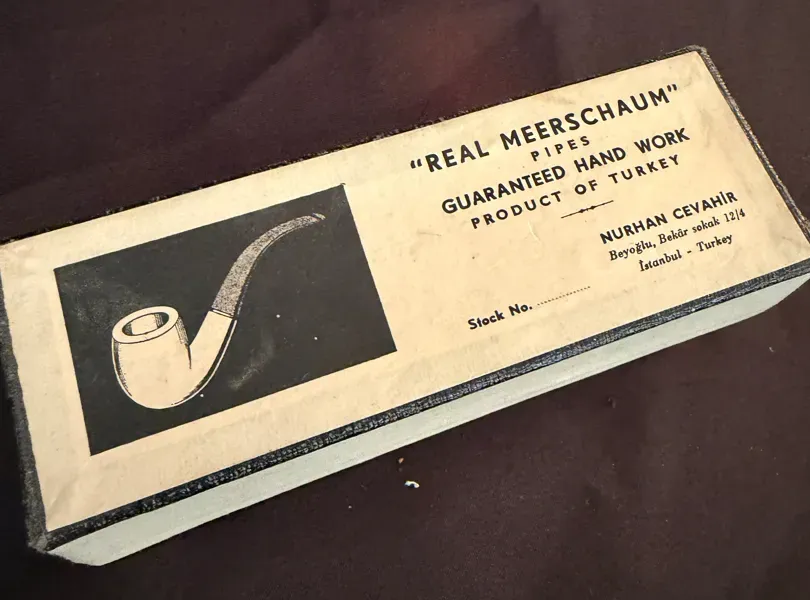 "REAL MEERSCHAUM"
PIPES
GUARANTEED HAND WORK
PRODUCT OF TURKEY
NURHAN CEVAHİR
Beyoğlu, Bekâr sokak 12/4
İstanbul - Turkey
Stock No. ................